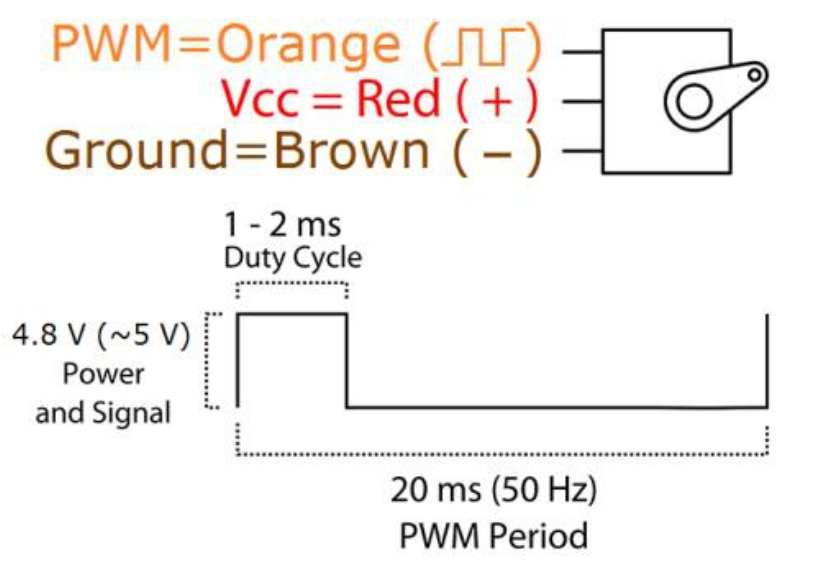 PWM=Orange (⎍⎍)
Vcc = Red ( + )
Ground=Brown ( − )
1 - 2 ms
Duty Cycle
4.8 V (~5 V)
Power
and Signal
20 ms (50 Hz)
PWM Period